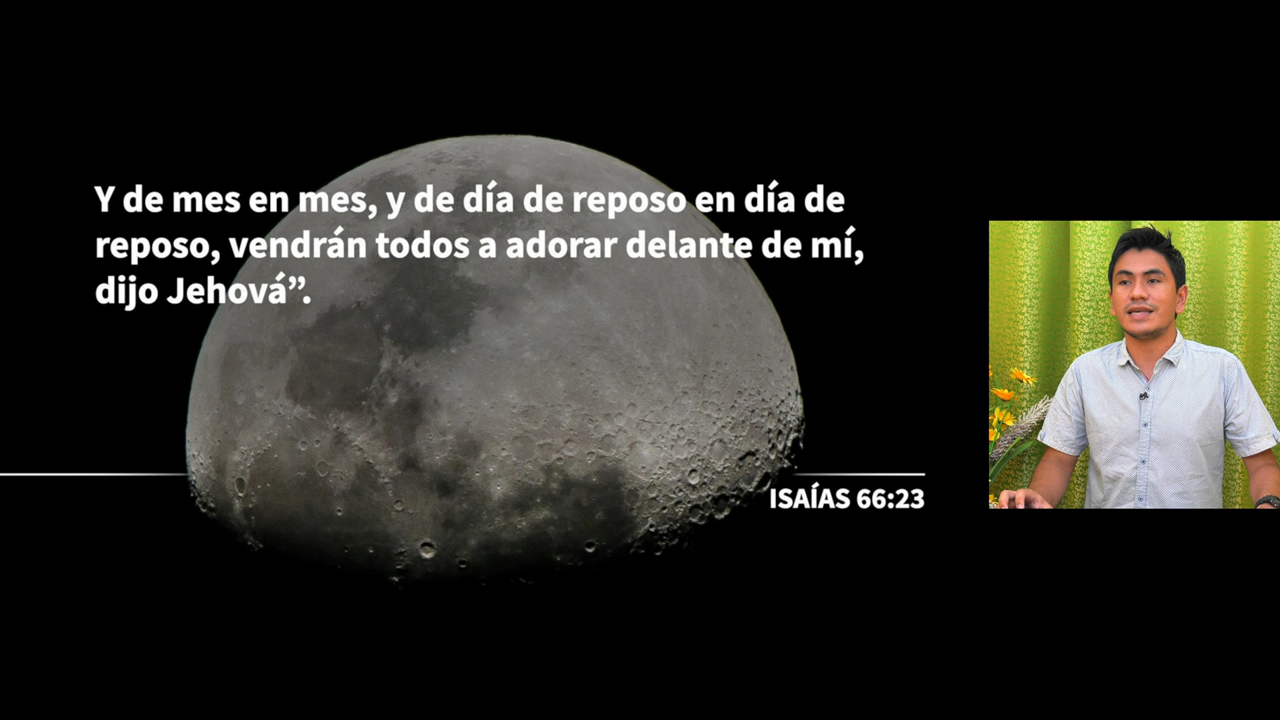 Y de mes en mes, y de día de reposo en día de
reposo, vendrán todos a adorar delante de mí,
dijo Jehová”.
ISAÍAS 66:23